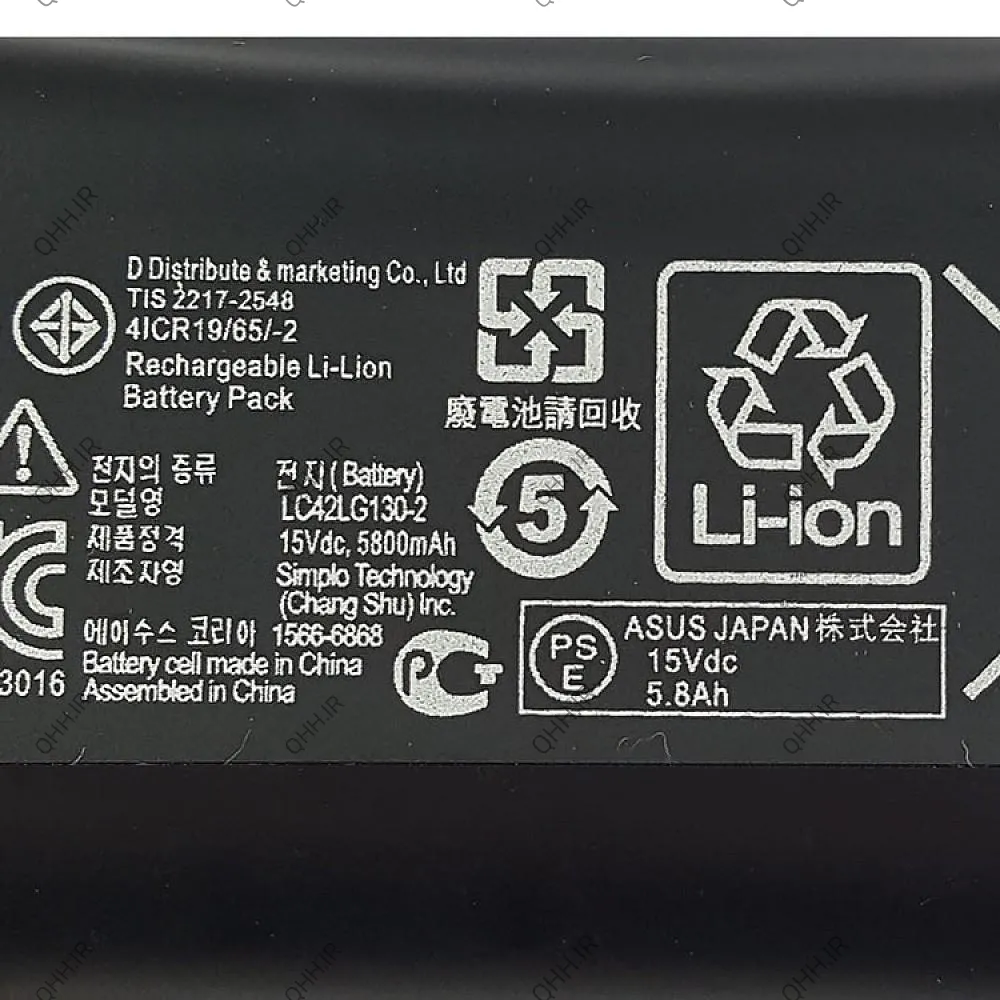 D Distribute & marketing Co., Ltd
TIS 2217-2548
4ICR19/65/-2
Rechargeable Li-Lion
Battery Pack
廢電池請回收
전지의 종류 전지 (Battery)
모덜영 LC42LG130-2
제품정격 15Vdc, 5800mAh
제조자영 Simplo Technology
(Chang Shu) Inc.
에이수스 코리아 1566-6868
Battery cell made in China
Assembled in China
3016
5
Li-ion
PCT
PS
E
ASUS JAPAN 株式会社
15Vdc
5.8Ah
QHH.IR